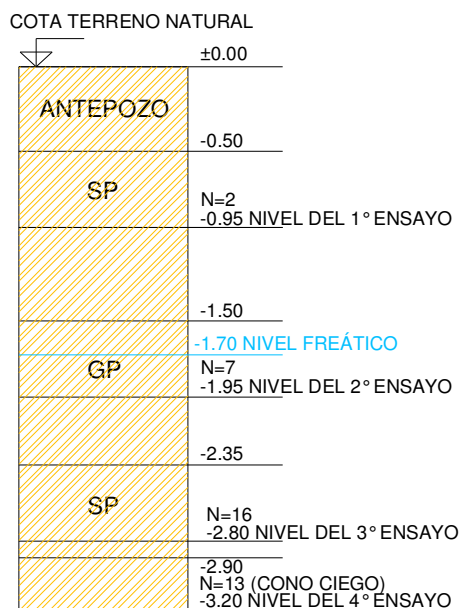 COTA TERRENO NATURAL
±0.00
ANTEPOZO
-0.50
SP
N=2
-0.95 NIVEL DEL 1° ENSAYO
-1.50
-1.70 NIVEL FREÁTICO
GP
N=7
-1.95 NIVEL DEL 2° ENSAYO
-2.35
SP
N=16
-2.80 NIVEL DEL 3° ENSAYO
-2.90
N=13 (CONO CIEGO)
-3.20 NIVEL DEL 4° ENSAYO